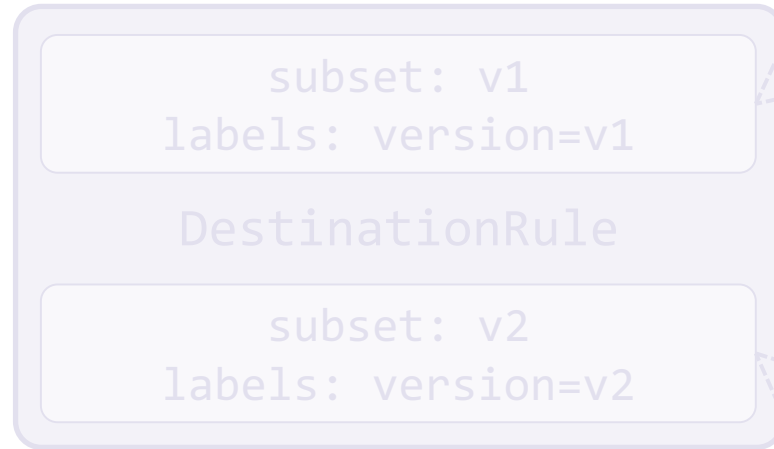 subset: v1
labels: version=v1
DestinationRule
subset: v2
labels: version=v2